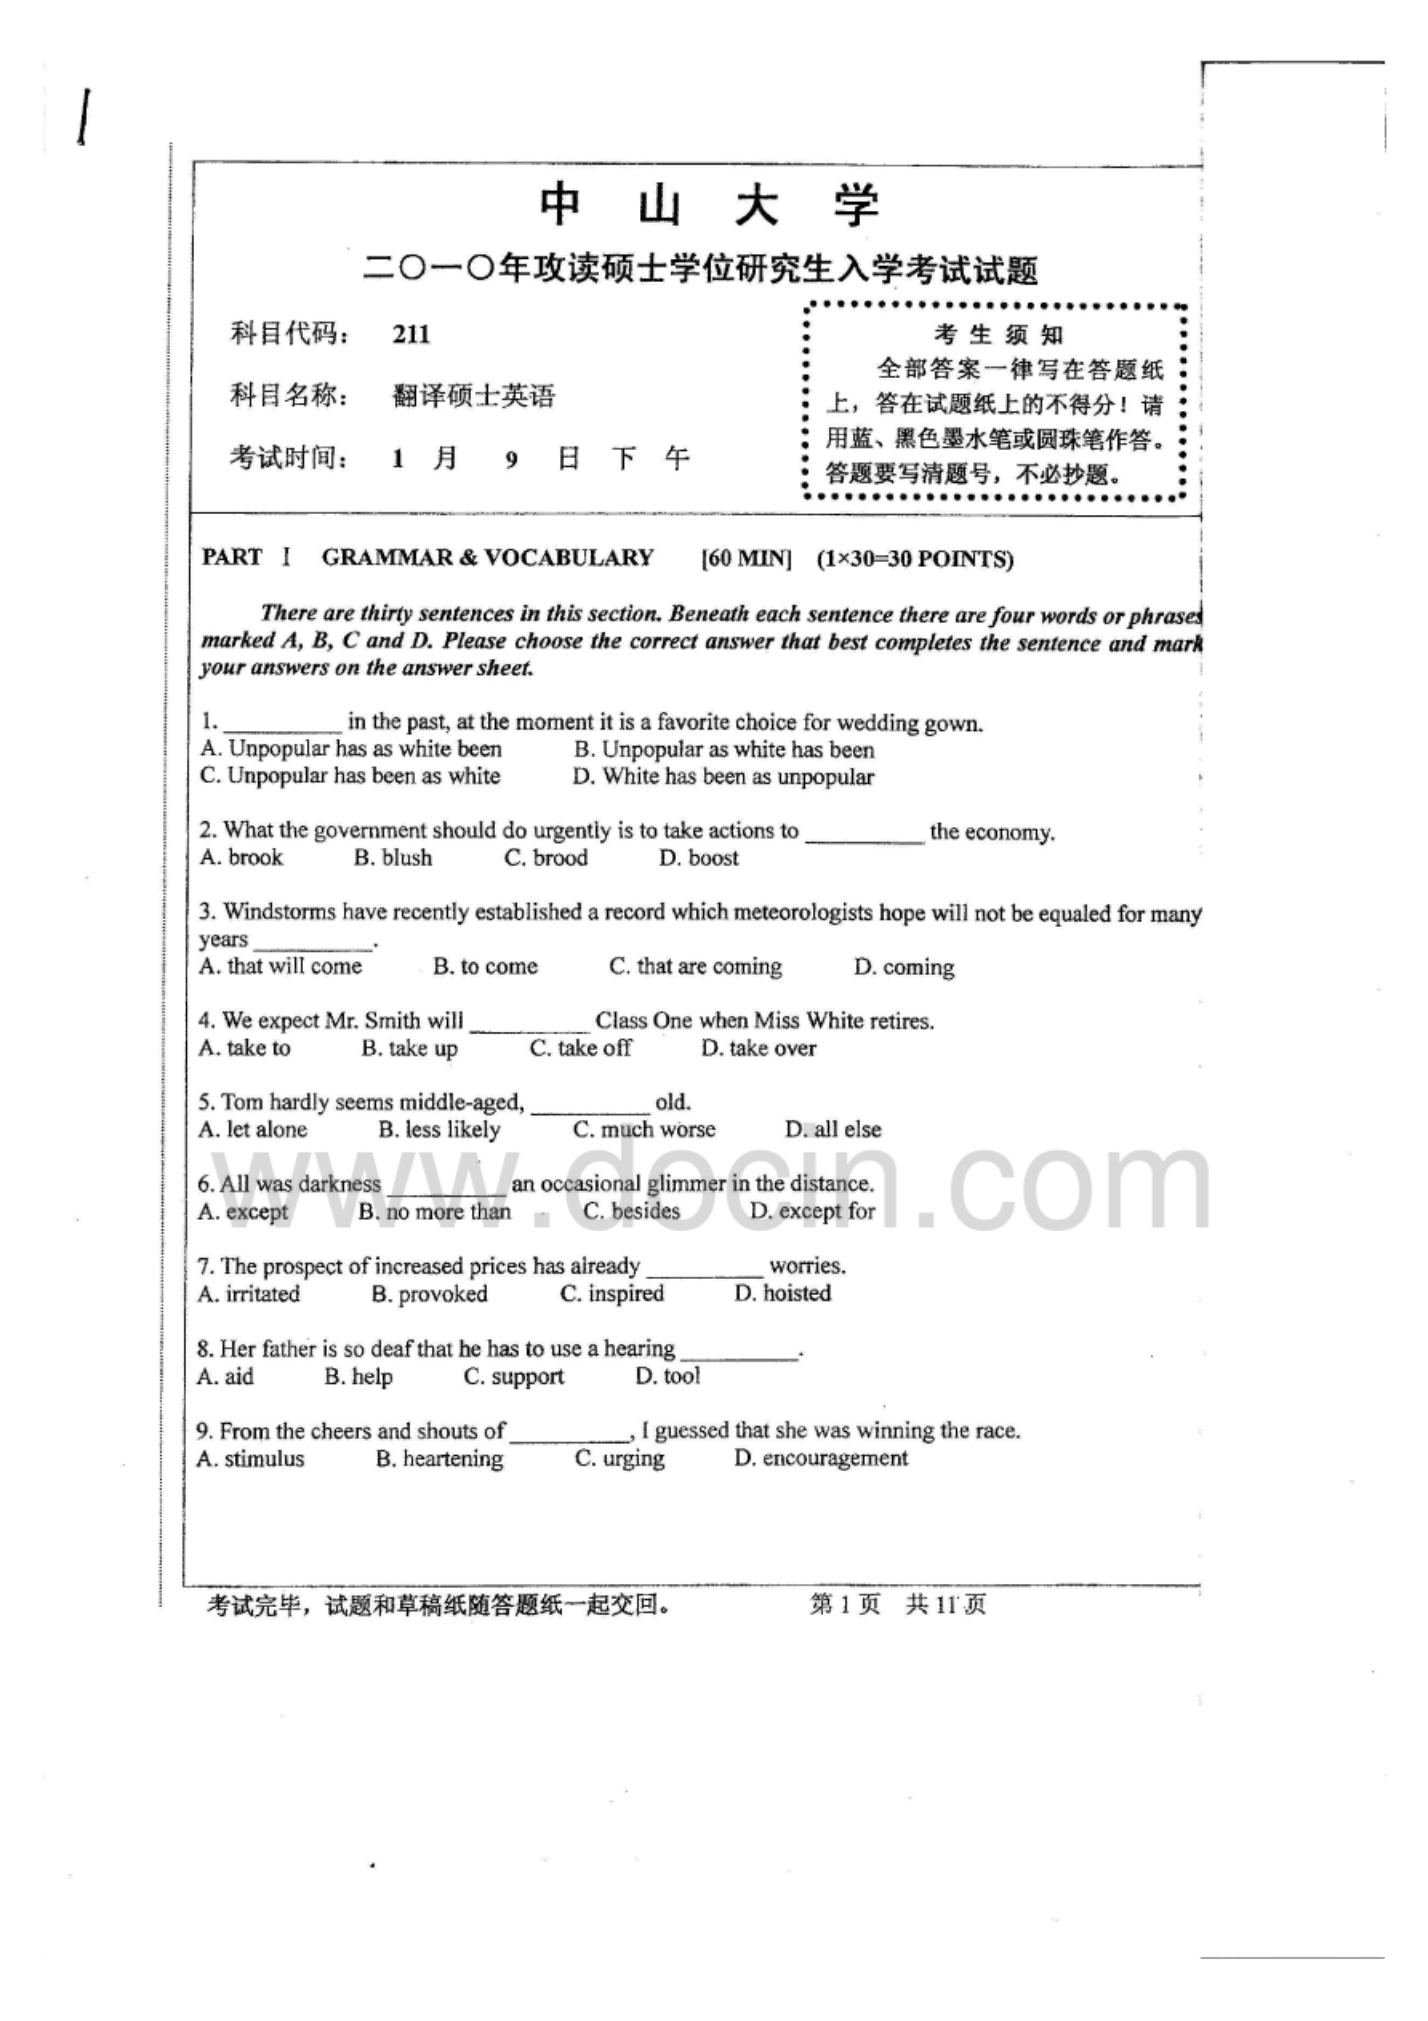 中 山 大 学
二〇一〇年攻读硕士学位研究生入学考试试题
科目代码： 211
科目名称： 翻译硕士英语
考试时间： 1 月 9 日 下 午
考 生 须 知
全部答案一律写在答题纸
上，答在试题纸上的不得分！请
用蓝、黑色墨水笔或圆珠笔作答。
答题要写清题号，不必抄题。
PART Ⅰ GRAMMAR & VOCABULARY [60 MIN] (1×30=30 POINTS)
There are thirty sentences in this section. Beneath each sentence there are four words or phrases
marked A, B, C and D. Please choose the correct answer that best completes the sentence and mark
your answers on the answer sheet.
1. __________ in the past, at the moment it is a favorite choice for wedding gown.
A. Unpopular has as white been B. Unpopular as white has been
C. Unpopular has been as white D. White has been as unpopular
2. What the government should do urgently is to take actions to __________ the economy.
A. brook B. blush C. brood D. boost
3. Windstorms have recently established a record which meteorologists hope will not be equaled for many
years __________.
A. that will come B. to come C. that are coming D. coming
4. We expect Mr. Smith will __________ Class One when Miss White retires.
A. take to B. take up C. take off D. take over
5. Tom hardly seems middle-aged, __________ old.
A. let alone B. less likely C. much worse D. all else
6. All was darkness __________ an occasional glimmer in the distance.
A. except B. no more than C. besides D. except for
7. The prospect of increased prices has already __________ worries.
A. irritated B. provoked C. inspired D. hoisted
8. Her father is so deaf that he has to use a hearing __________.
A. aid B. help C. support D. tool
9. From the cheers and shouts of __________, I guessed that she was winning the race.
A. stimulus B. heartening C. urging D. encouragement
www.docin.com
考试完毕，试题和草稿纸随答题纸一起交回。 第 1 页 共 11 页